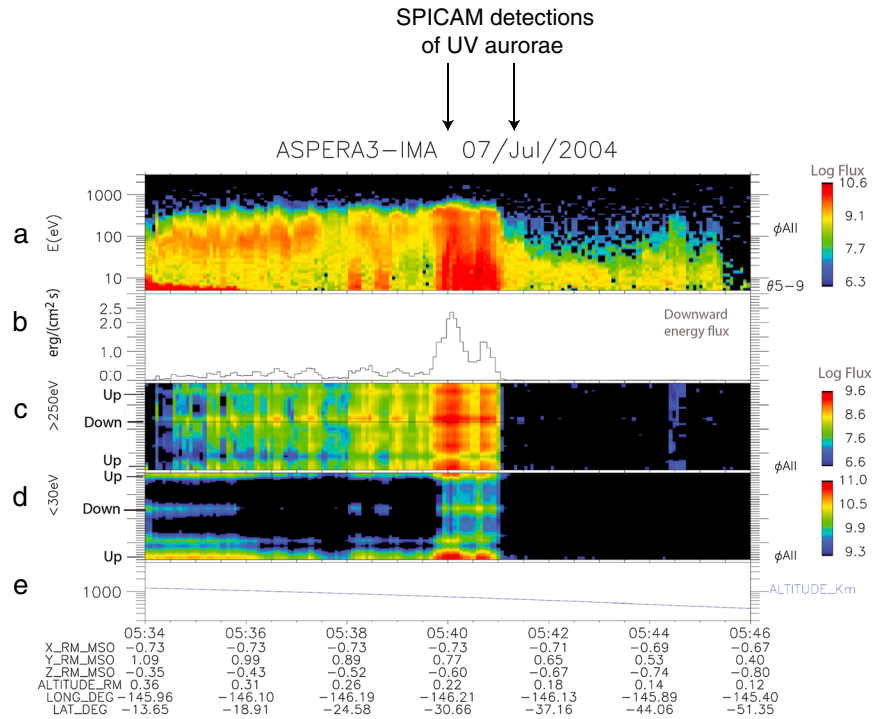 SPICAM detections
of UV aurorae
ASPERA3-IMA 07/Jul/2004
Log Flux
10.6
9.1
7.7
6.3
a
E(eV)
1000
100
10
φAll
θ5-9
b
erg/(cm² s)
2.5
2.0
1.0
0.0
Downward
energy flux
c
>250eV
Up
Down
Up
φAll
Log Flux
9.6
8.6
7.6
6.6
d
<30eV
Up
Down
Up
φAll
11.0
10.5
9.9
9.3
e
1000
ALTITUDE_Km
05:34 05:36 05:38 05:40 05:42 05:44 05:46
X_RM_MSO -0.73 -0.73 -0.73 -0.73 -0.71 -0.69 -0.67
Y_RM_MSO 1.09 0.99 0.89 0.77 0.65 0.53 0.40
Z_RM_MSO -0.35 -0.43 -0.52 -0.60 -0.67 -0.74 -0.80
ALTITUDE_RM 0.36 0.31 0.26 0.22 0.18 0.14 0.12
LONG_DEG -145.96 -146.10 -146.19 -146.21 -146.13 -145.89 -145.40
LAT_DEG -13.65 -18.91 -24.58 -30.66 -37.16 -44.06 -51.35